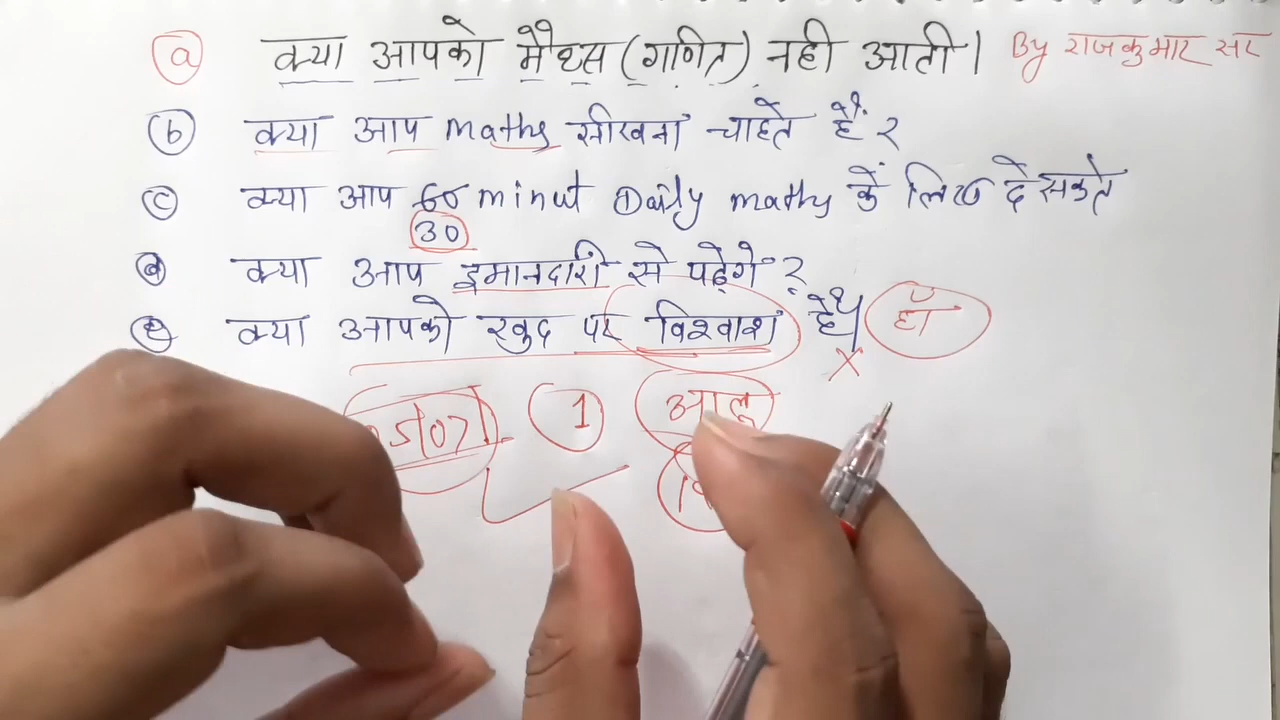 ⓐ क्या आपको मैथ्स (गणित) नही आती। By राजकुमार सर
ⓑ क्या आप maths सीखना चाहते हैं?
ⓒ क्या आप 60 minut Daily maths के लिए दे सकते
30
ⓓ क्या आप इमानदारी से पढ़ेगे ?
ⓔ क्या आपको खुद पर विश्वाश है हाँ
X
1 आलू